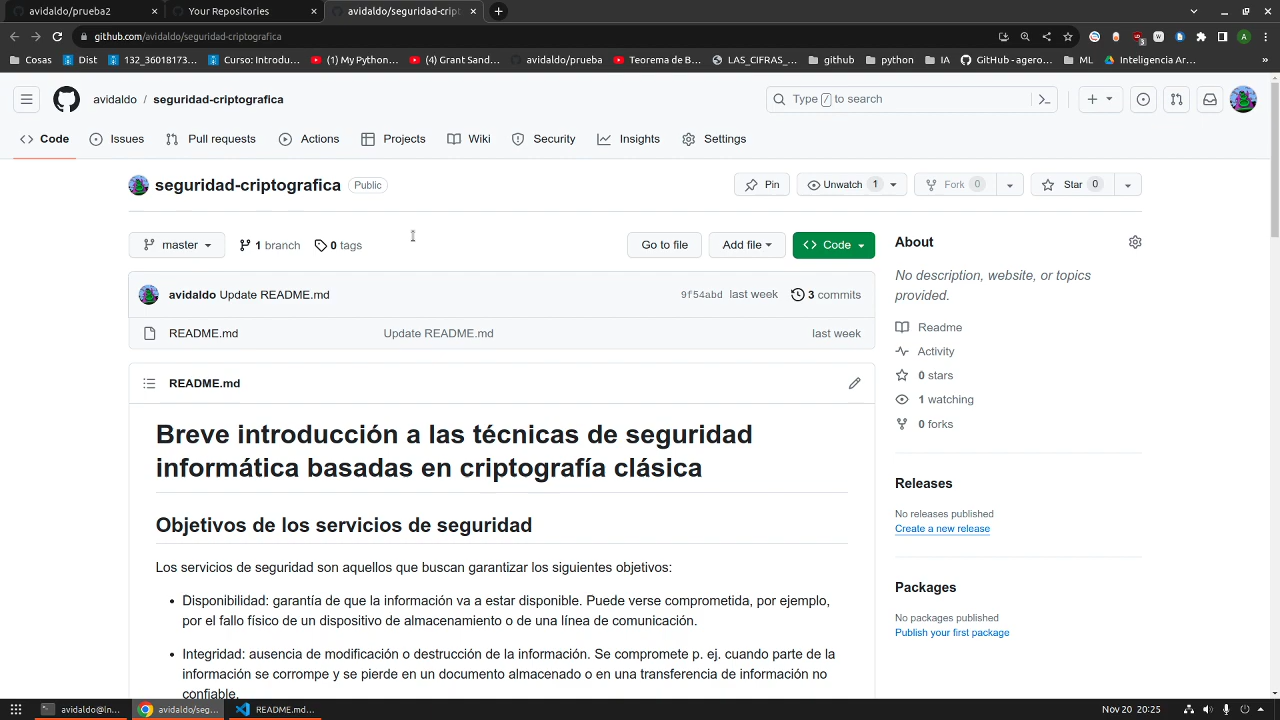 avidaldo/prueba2
Your Repositories
avidaldo/seguridad-cript
github.com/avidaldo/seguridad-criptografica
Cosas
Dist
132_36018173...
Curso: Introdu...
(1) My Python...
(4) Grant Sand...
avidaldo/prueba
Teorema de B...
LAS_CIFRAS_...
github
python
IA
GitHub - agero...
ML
Inteligencia Ar...
»
avidaldo / seguridad-criptografica
Type / to search
Code
Issues
Pull requests
Actions
Projects
Wiki
Security
Insights
Settings
seguridad-criptografica Public
Pin
Unwatch 1
Fork 0
Star 0
master
1 branch
0 tags
Go to file
Add file
Code
avidaldo Update README.md
9f54abd last week
3 commits
README.md
Update README.md
last week
README.md
Breve introducción a las técnicas de seguridad
informática basadas en criptografía clásica
Objetivos de los servicios de seguridad
Los servicios de seguridad son aquellos que buscan garantizar los siguientes objetivos:
• Disponibilidad: garantía de que la información va a estar disponible. Puede verse comprometida, por ejemplo,
por el fallo físico de un dispositivo de almacenamiento o de una línea de comunicación.
• Integridad: ausencia de modificación o destrucción de la información. Se compromete p. ej. cuando parte de la
información se corrompe y se pierde en un documento almacenado o en una transferencia de información no
confiable.
About
No description, website, or topics
provided.
Readme
Activity
0 stars
1 watching
0 forks
Releases
No releases published
Create a new release
Packages
No packages published
Publish your first package
avidaldo@ln...
avidaldo/seg...
README.md...
Nov 20 20:25